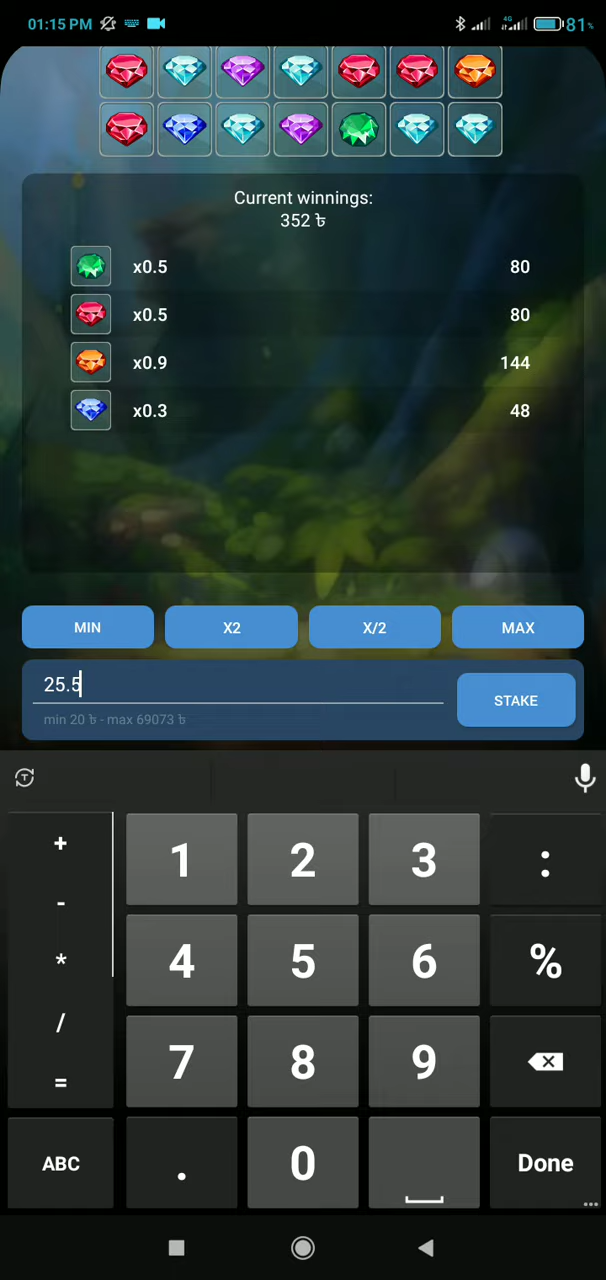 01:15 PM 4G 81%
Current winnings:
352 ৳
x0.5 80
x0.5 80
x0.9 144
x0.3 48
MIN X2 X/2 MAX
25.5
STAKE
min 20 ৳ - max 69073 ৳
T
+ 1 2 3 :
- 4 5 6 %
* 7 8 9
/
=
ABC . 0 Done